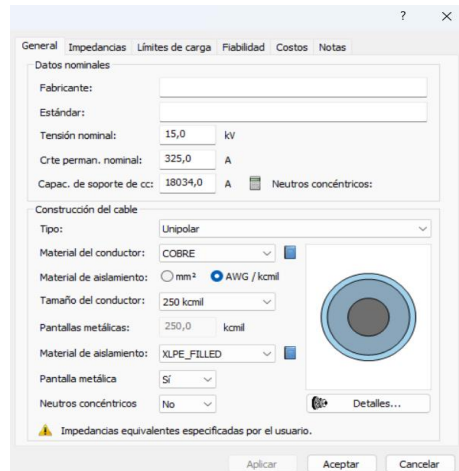 ?
General Impedancias Límites de carga Fiabilidad Costos Notas
Datos nominales
Fabricante:
Estándar:
Tensión nominal: 15,0 kV
Crte perman. nominal: 325,0 A
Capac. de soporte de cc: 18034,0 A Neutros concéntricos:
Construcción del cable
Tipo: Unipolar
Material del conductor: COBRE
Material de aislamiento: mm² AWG / kcmil
Tamaño del conductor: 250 kcmil
Pantallas metálicas: 250,0 kcmil
Material de aislamiento: XLPE_FILLED
Pantalla metálica Sí
Neutros concéntricos No Detalles...
Impedancias equivalentes especificadas por el usuario.
Aplicar Aceptar Cancelar